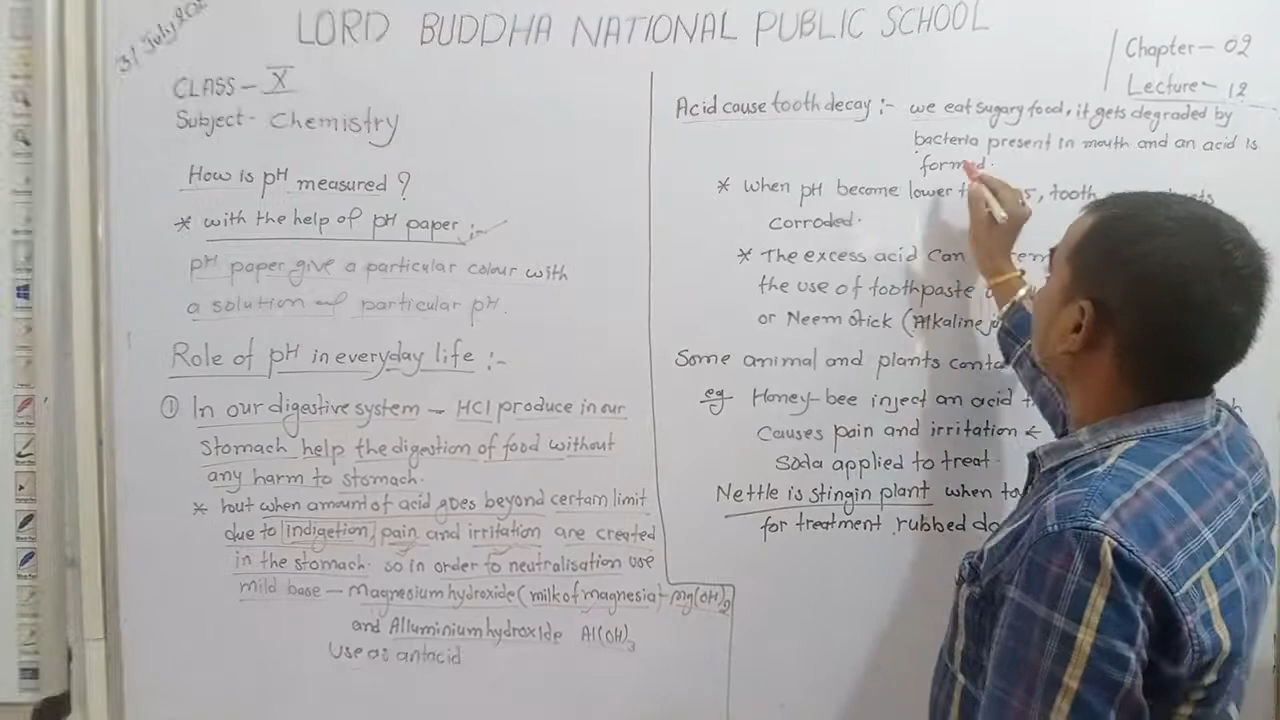 31 July 202
LORD BUDDHA NATIONAL PUBLIC SCHOOL
Chapter - 02
Lecture - 12
CLASS - X
Subject - Chemistry
How is pH measured ?
* with the help of pH paper :-
pH paper give a particular colour with
a solution of particular pH.
Role of pH in everyday life :-
① In our digestive system - HCl produce in our
Stomach help the digestion of food without
any harm to stomach.
* but when amount of acid goes beyond certain limit
due to indigetion, pain and irritation are created
in the stomach. so in order to neutralisation use
mild base - Magnesium hydroxide (milk of magnesia) - Mg(OH)2
and Alluminium hydroxide Al(OH)3
Use as antacid
Acid cause tooth decay :- we eat sugary food, it gets degraded by
bacteria present in mouth and an acid is
formed.
* When pH become lower 5, tooth
corroded.
* The excess acid can
the use of toothpaste
or Neem Stick (Alkaline
Some animal and plants
eg Honey-bee inject an acid
Causes pain and irritation
Soda applied to treat
Nettle is stingin plant when
for treatment rubbed